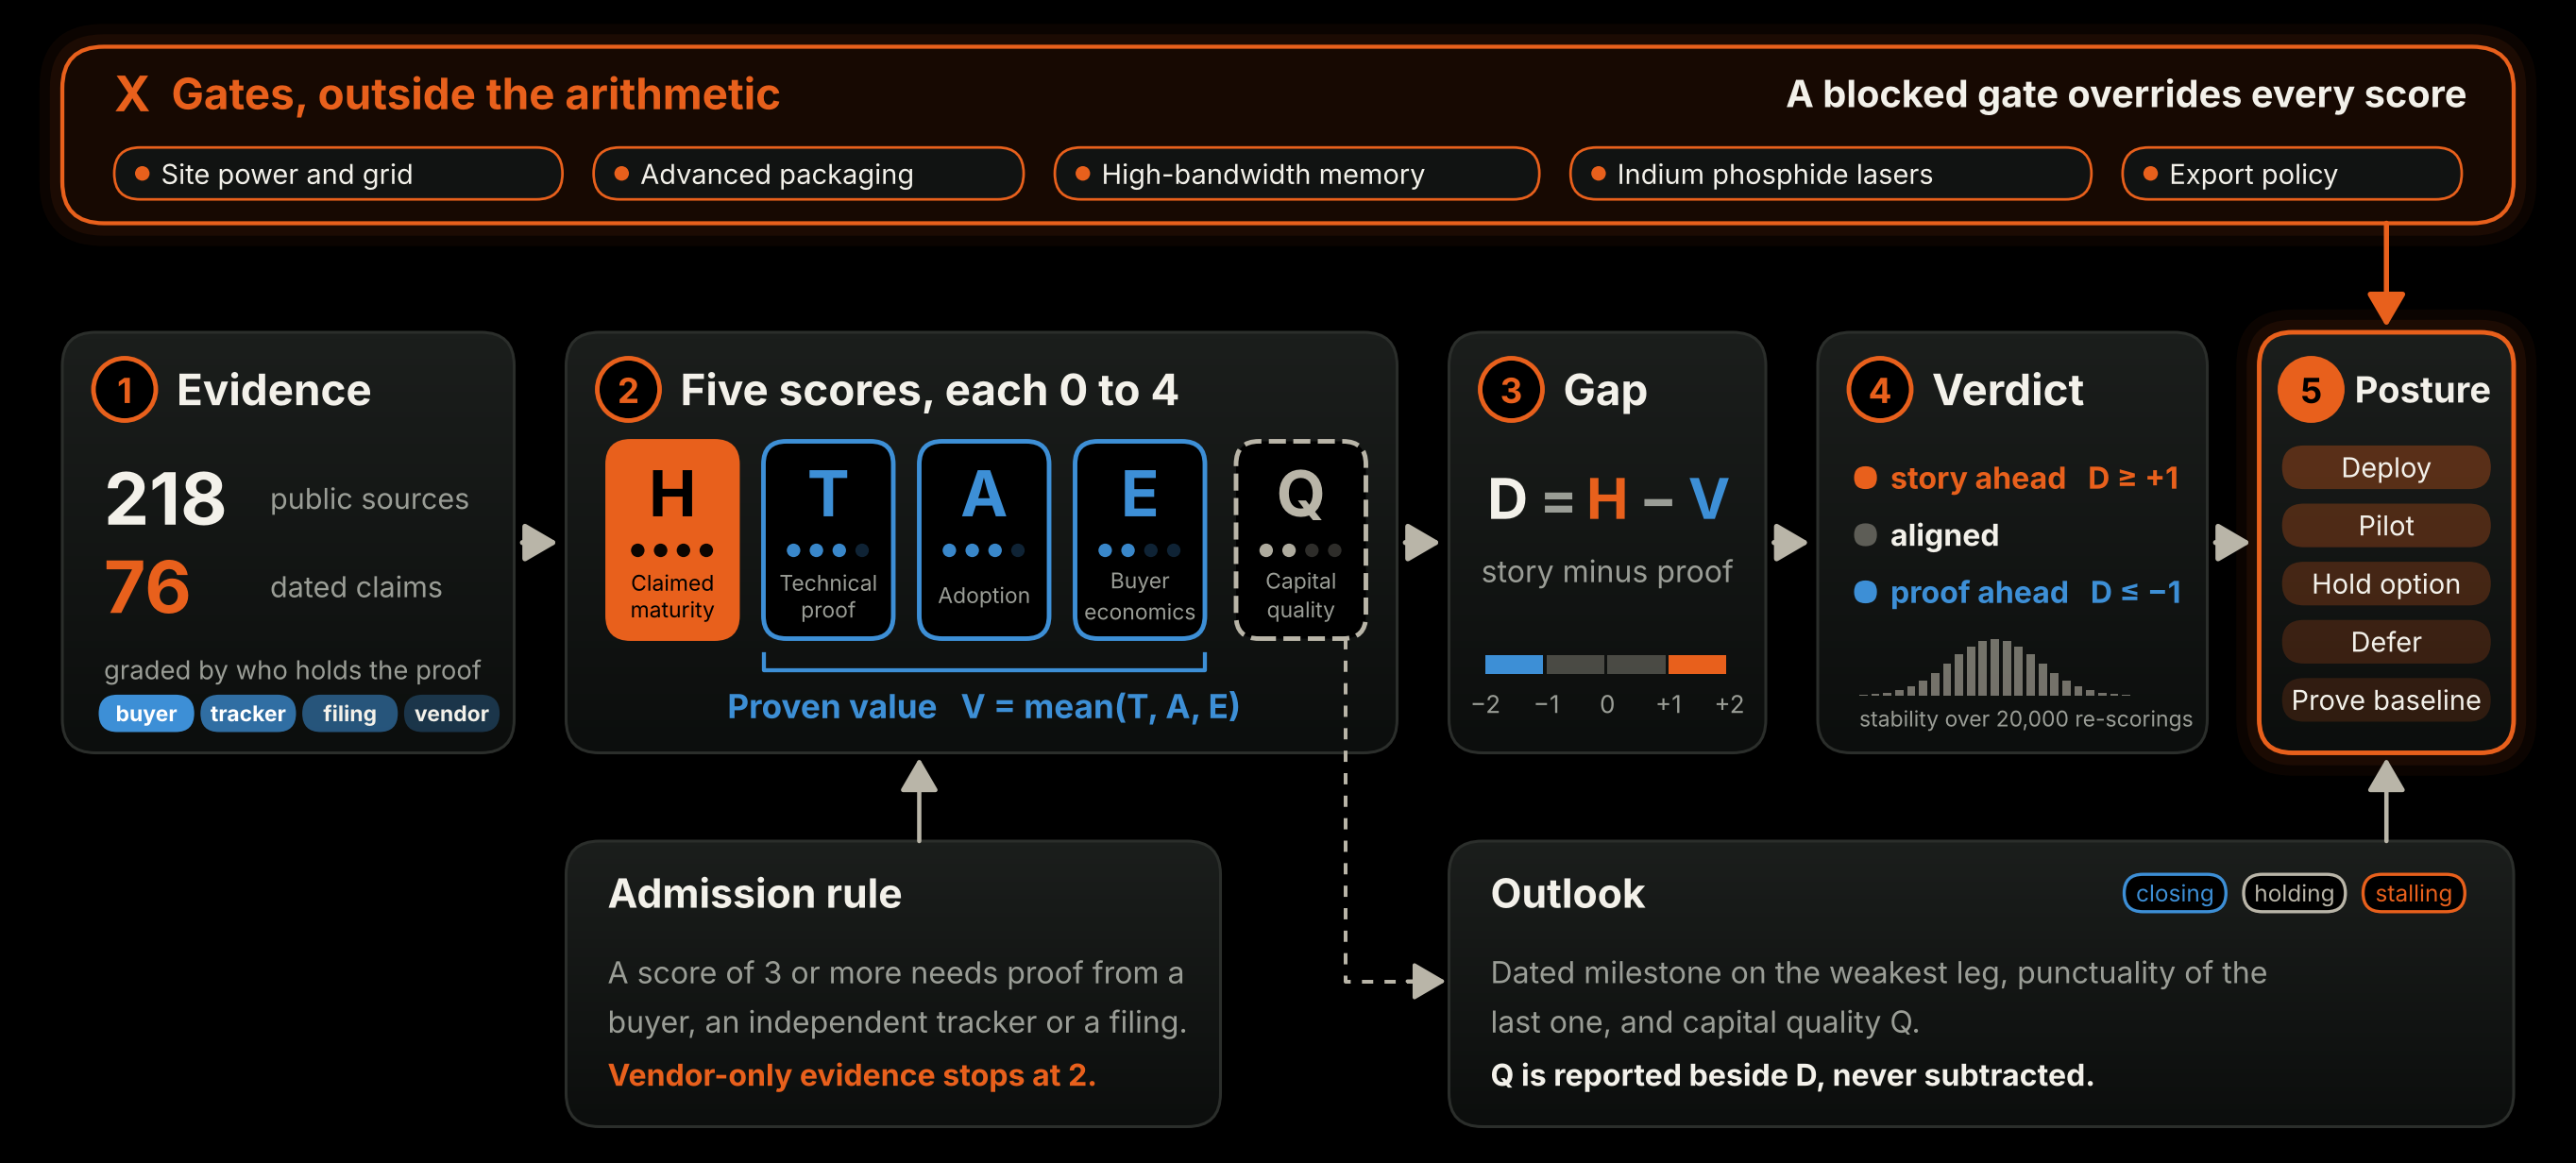 X Gates, outside the arithmetic
A blocked gate overrides every score
Site power and grid
Advanced packaging
High-bandwidth memory
Indium phosphide lasers
Export policy
1 Evidence
218 public sources
76 dated claims
graded by who holds the proof
buyer tracker filing vendor
2 Five scores, each 0 to 4
H
Claimed
maturity
T
Technical
proof
A
Adoption
E
Buyer
economics
Q
Capital
quality
Proven value V = mean(T, A, E)
3 Gap
D = H − V
story minus proof
−2 −1 0 +1 +2
4 Verdict
story ahead D ≥ +1
aligned
proof ahead D ≤ −1
stability over 20,000 re-scorings
5 Posture
Deploy
Pilot
Hold option
Defer
Prove baseline
Admission rule
A score of 3 or more needs proof from a
buyer, an independent tracker or a filing.
Vendor-only evidence stops at 2.
Outlook
closing holding stalling
Dated milestone on the weakest leg, punctuality of the
last one, and capital quality Q.
Q is reported beside D, never subtracted.